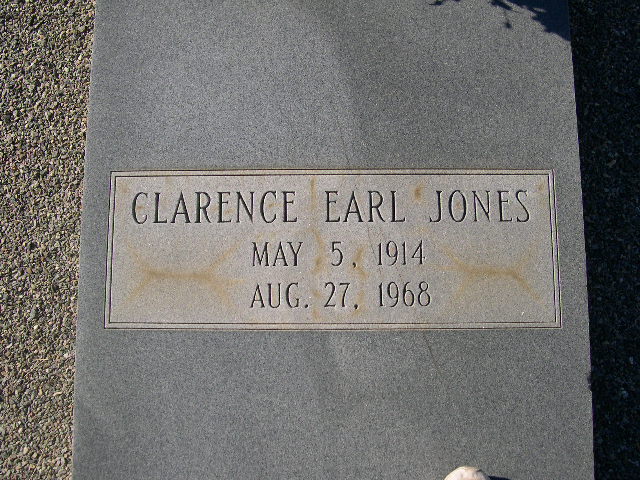 CLARENCE EARL JONES
MAY 5, 1914
AUG. 27, 1968